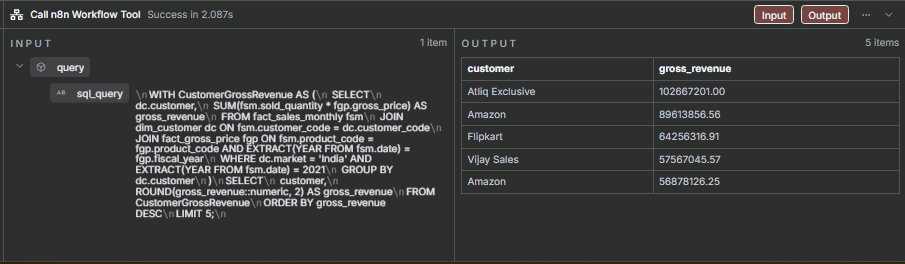 Call n8n Workflow Tool Success in 2.087s Input Output ...
INPUT 1 item
query
AB sql_query
\n WITH CustomerGrossRevenue AS (\n SELECT\n
dc.customer,\n SUM(fsm.sold_quantity * fgp.gross_price) AS
gross_revenue\n FROM fact_sales_monthly fsm\n JOIN
dim_customer dc ON fsm.customer_code = dc.customer_code\n
JOIN fact_gross_price fgp ON fsm.product_code =
fgp.product_code AND EXTRACT(YEAR FROM fsm.date) =
fgp.fiscal_year\n WHERE dc.market = 'India' AND
EXTRACT(YEAR FROM fsm.date) = 2021\n GROUP BY
dc.customer\n )\n SELECT\n customer,\n
ROUND(gross_revenue::numeric, 2) AS gross_revenue\n FROM
CustomerGrossRevenue\n ORDER BY gross_revenue
DESC\n LIMIT 5;\n
OUTPUT 5 items
customer gross_revenue
Atliq Exclusive 102667201.00
Amazon 89613856.56
Flipkart 64256316.91
Vijay Sales 57567045.57
Amazon 56878126.25